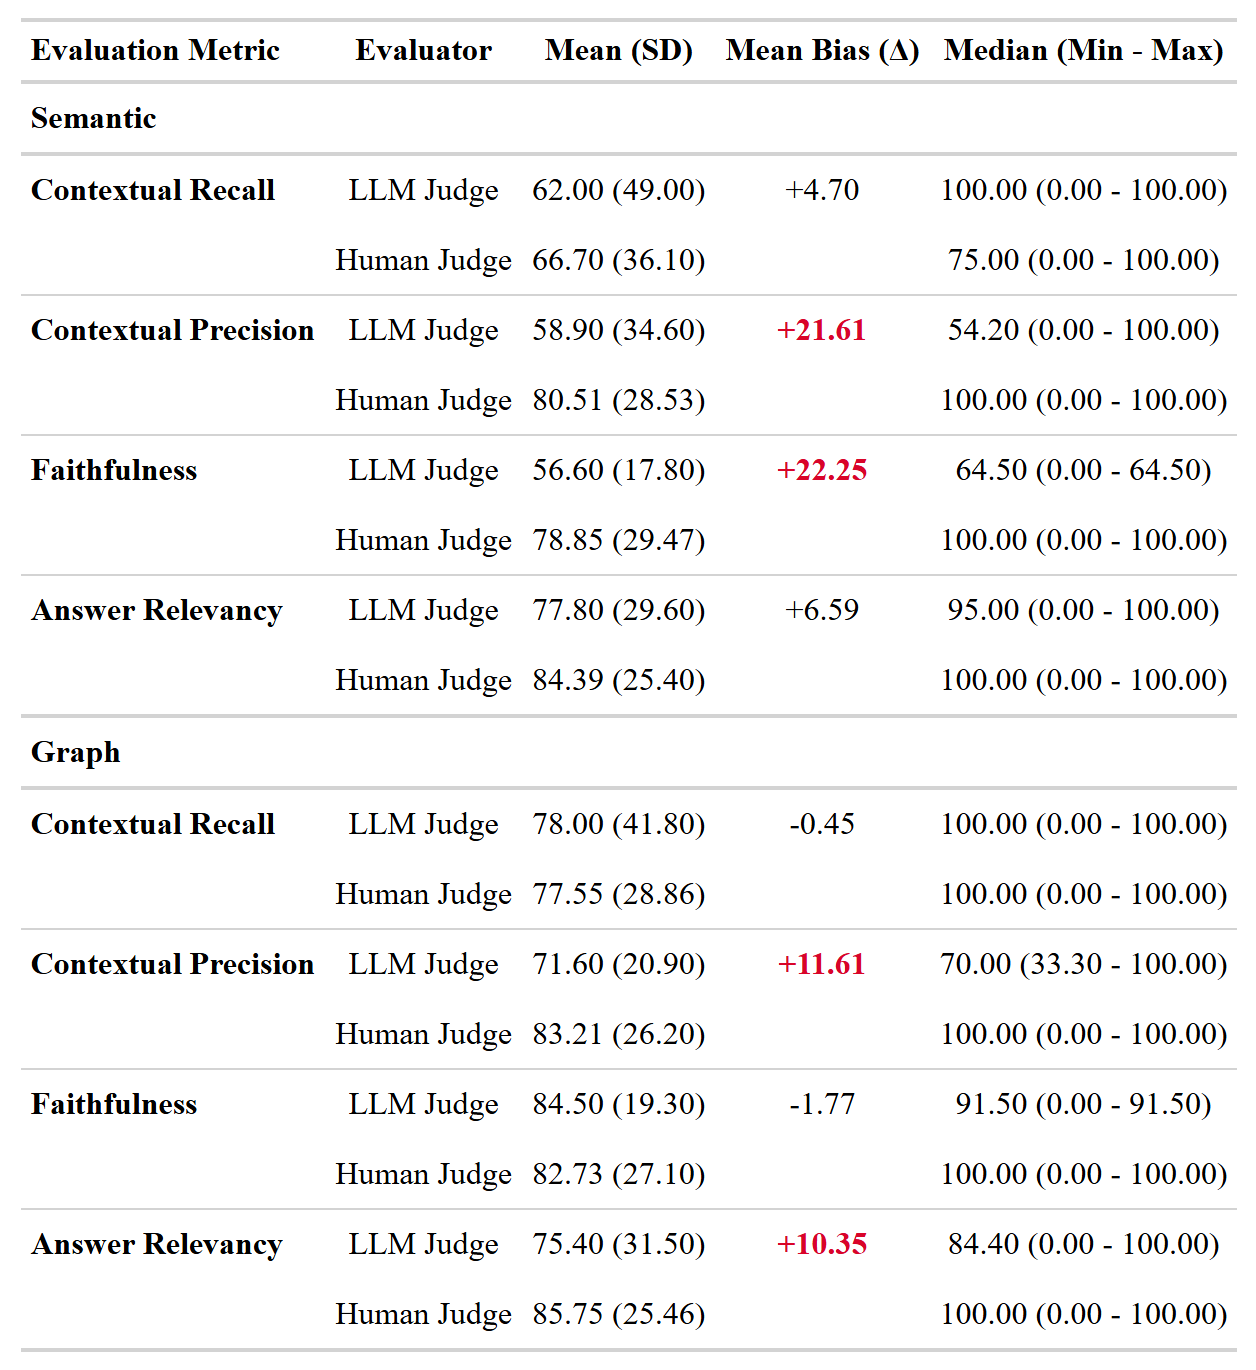 Evaluation Metric Evaluator Mean (SD) Mean Bias (Δ) Median (Min - Max)
Semantic
Contextual Recall LLM Judge 62.00 (49.00) +4.70 100.00 (0.00 - 100.00)
Human Judge 66.70 (36.10) 75.00 (0.00 - 100.00)
Contextual Precision LLM Judge 58.90 (34.60) +21.61 54.20 (0.00 - 100.00)
Human Judge 80.51 (28.53) 100.00 (0.00 - 100.00)
Faithfulness LLM Judge 56.60 (17.80) +22.25 64.50 (0.00 - 64.50)
Human Judge 78.85 (29.47) 100.00 (0.00 - 100.00)
Answer Relevancy LLM Judge 77.80 (29.60) +6.59 95.00 (0.00 - 100.00)
Human Judge 84.39 (25.40) 100.00 (0.00 - 100.00)
Graph
Contextual Recall LLM Judge 78.00 (41.80) -0.45 100.00 (0.00 - 100.00)
Human Judge 77.55 (28.86) 100.00 (0.00 - 100.00)
Contextual Precision LLM Judge 71.60 (20.90) +11.61 70.00 (33.30 - 100.00)
Human Judge 83.21 (26.20) 100.00 (0.00 - 100.00)
Faithfulness LLM Judge 84.50 (19.30) -1.77 91.50 (0.00 - 91.50)
Human Judge 82.73 (27.10) 100.00 (0.00 - 100.00)
Answer Relevancy LLM Judge 75.40 (31.50) +10.35 84.40 (0.00 - 100.00)
Human Judge 85.75 (25.46) 100.00 (0.00 - 100.00)